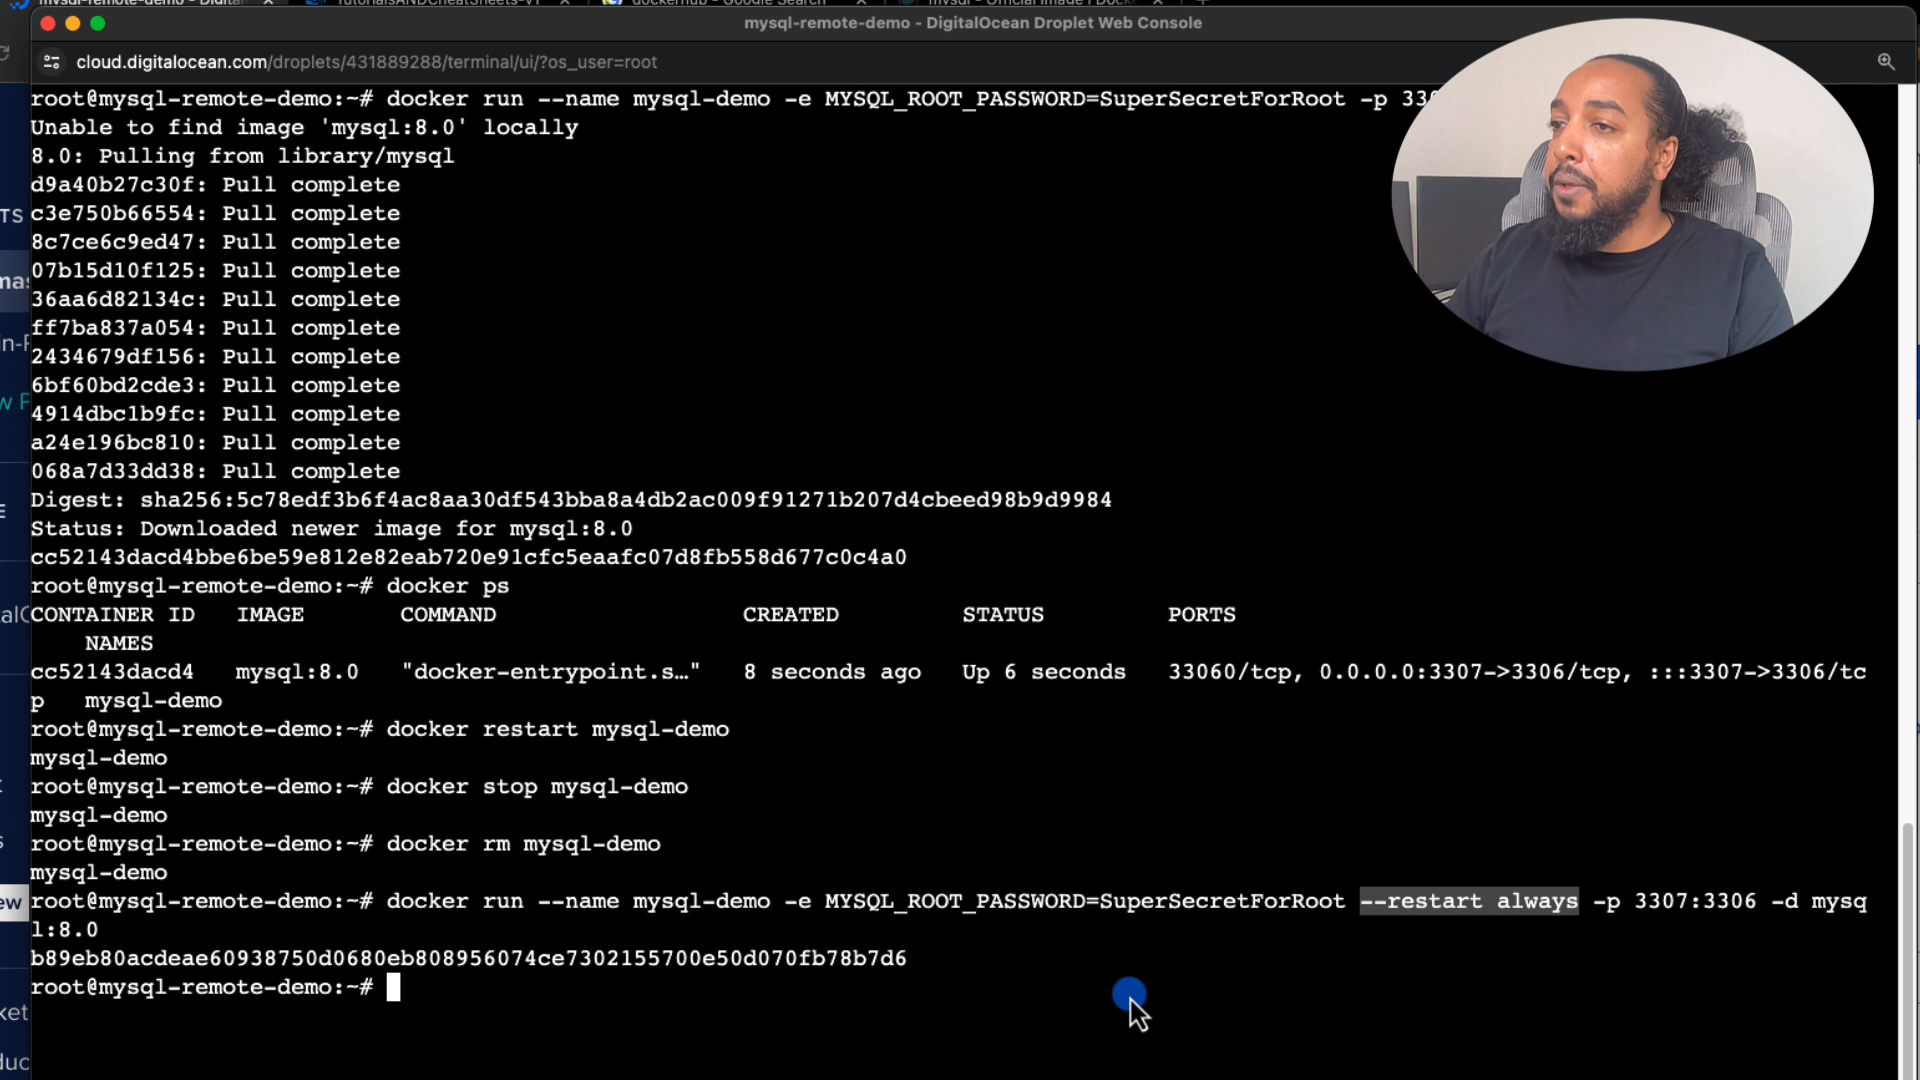 mysql-remote-demo - DigitalOcean Droplet Web Console
cloud.digitalocean.com/droplets/431889288/terminal/ui/?os_user=root
root@mysql-remote-demo:~# docker run --name mysql-demo -e MYSQL_ROOT_PASSWORD=SuperSecretForRoot -p 33
Unable to find image 'mysql:8.0' locally
8.0: Pulling from library/mysql
d9a40b27c30f: Pull complete
c3e750b66554: Pull complete
8c7ce6c9ed47: Pull complete
07b15d10f125: Pull complete
36aa6d82134c: Pull complete
ff7ba837a054: Pull complete
2434679df156: Pull complete
6bf60bd2cde3: Pull complete
4914dbc1b9fc: Pull complete
a24e196bc810: Pull complete
068a7d33dd38: Pull complete
Digest: sha256:5c78edf3b6f4ac8aa30df543bba8a4db2ac009f91271b207d4cbeed98b9d9984
Status: Downloaded newer image for mysql:8.0
cc52143dacd4bbe6be59e812e82eab720e91cfc5eaafc07d8fb558d677c0c4a0
root@mysql-remote-demo:~# docker ps
CONTAINER ID IMAGE COMMAND CREATED STATUS PORTS
NAMES
cc52143dacd4 mysql:8.0 "docker-entrypoint.s…" 8 seconds ago Up 6 seconds 33060/tcp, 0.0.0.0:3307->3306/tcp, :::3307->3306/tc
p mysql-demo
root@mysql-remote-demo:~# docker restart mysql-demo
mysql-demo
root@mysql-remote-demo:~# docker stop mysql-demo
mysql-demo
root@mysql-remote-demo:~# docker rm mysql-demo
mysql-demo
root@mysql-remote-demo:~# docker run --name mysql-demo -e MYSQL_ROOT_PASSWORD=SuperSecretForRoot --restart always -p 3307:3306 -d mysq
l:8.0
b89eb80acdeae60938750d0680eb808956074ce7302155700e50d070fb78b7d6
root@mysql-remote-demo:~#